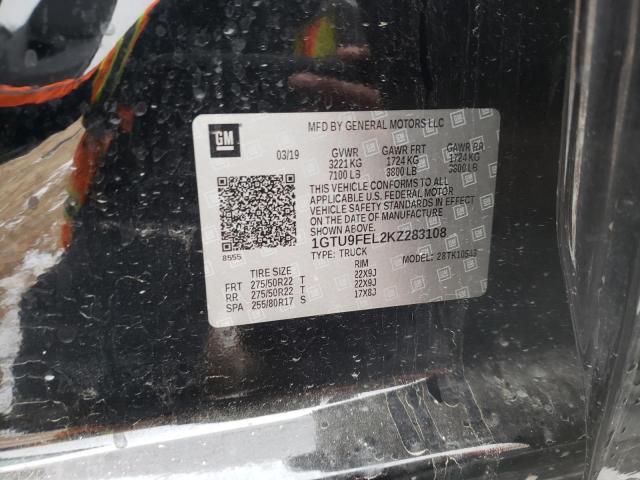 GM
MFD BY GENERAL MOTORS LLC
03/19 GVWR GAWR FRT GAWR RR
3221 KG 1724 KG 1724 KG
7100 LB 3800 LB 3800 LB
THIS VEHICLE CONFORMS TO ALL
APPLICABLE U.S. FEDERAL MOTOR
VEHICLE SAFETY STANDARDS IN EFFECT
ON THE DATE OF MANUFACTURE
SHOWN ABOVE.
8555 1GTU9FEL2KZ283108
TYPE: TRUCK MODEL:
TIRE SIZE RIM
FRT 275/50R22 T 22X9J
RR 275/50R22 T 22X9J
SPA 255/80R17 S 17X8J